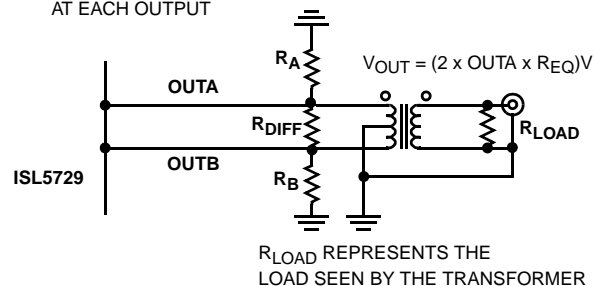 AT EACH OUTPUT
RA
VOUT = (2 x OUTA x REQ)V
OUTA
RDIFF
RLOAD
OUTB
ISL5729
RB
RLOAD REPRESENTS THE
LOAD SEEN BY THE TRANSFORMER